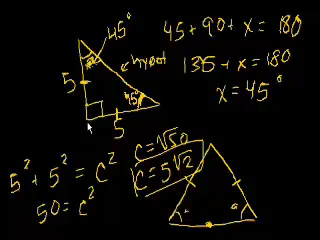 45°
45 + 90 + x = 180
hypot
135 + x = 180
5
45°
x = 45°
5
5² + 5² = c²
c = √50
50 = c²
c = 5√2